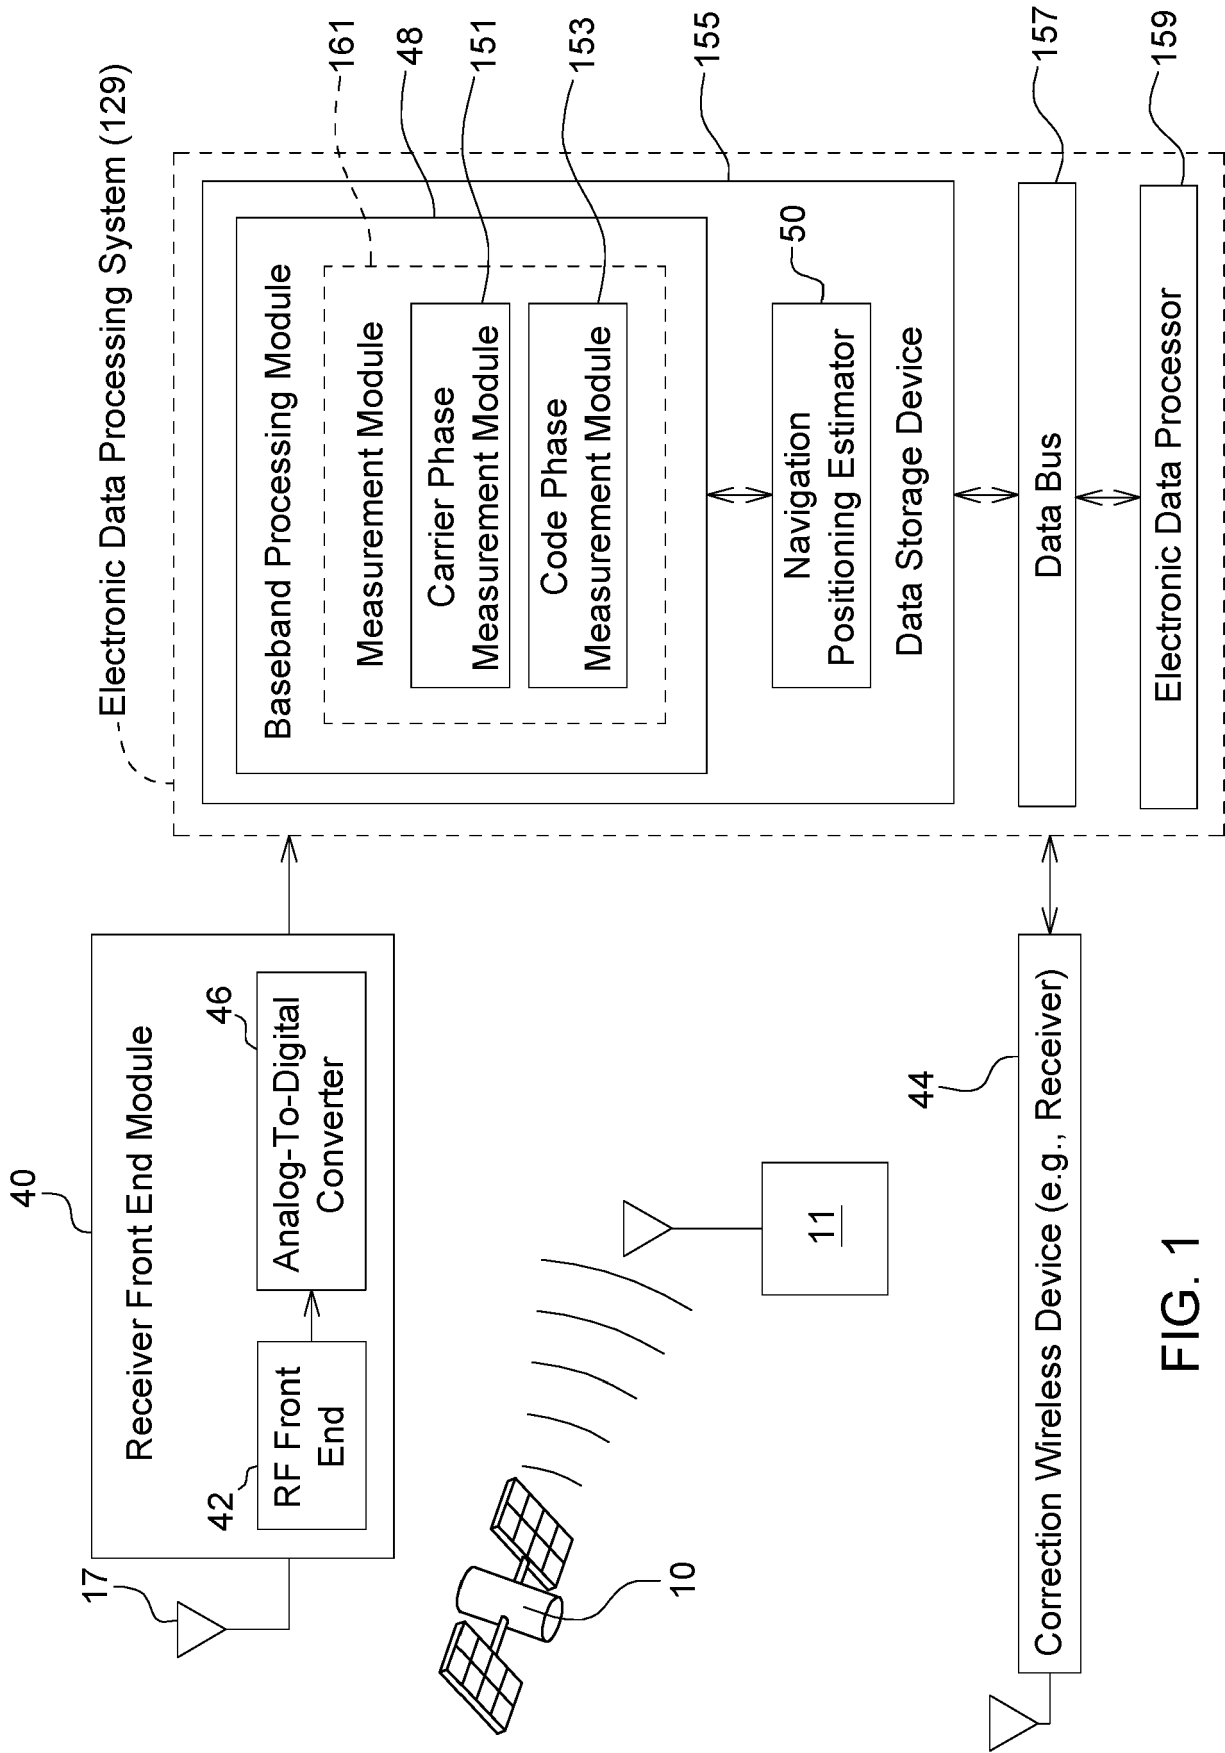 17
40
Receiver Front End Module
42
RF Front
End
46
Analog-To-Digital
Converter
Electronic Data Processing System (129)
161
48
151
153
155
157
159
Baseband Processing Module
Measurement Module
Carrier Phase
Measurement Module
Code Phase
Measurement Module
50
Navigation
Positioning Estimator
Data Storage Device
Data Bus
Electronic Data Processor
10
11
44
Correction Wireless Device (e.g., Receiver)
FIG. 1